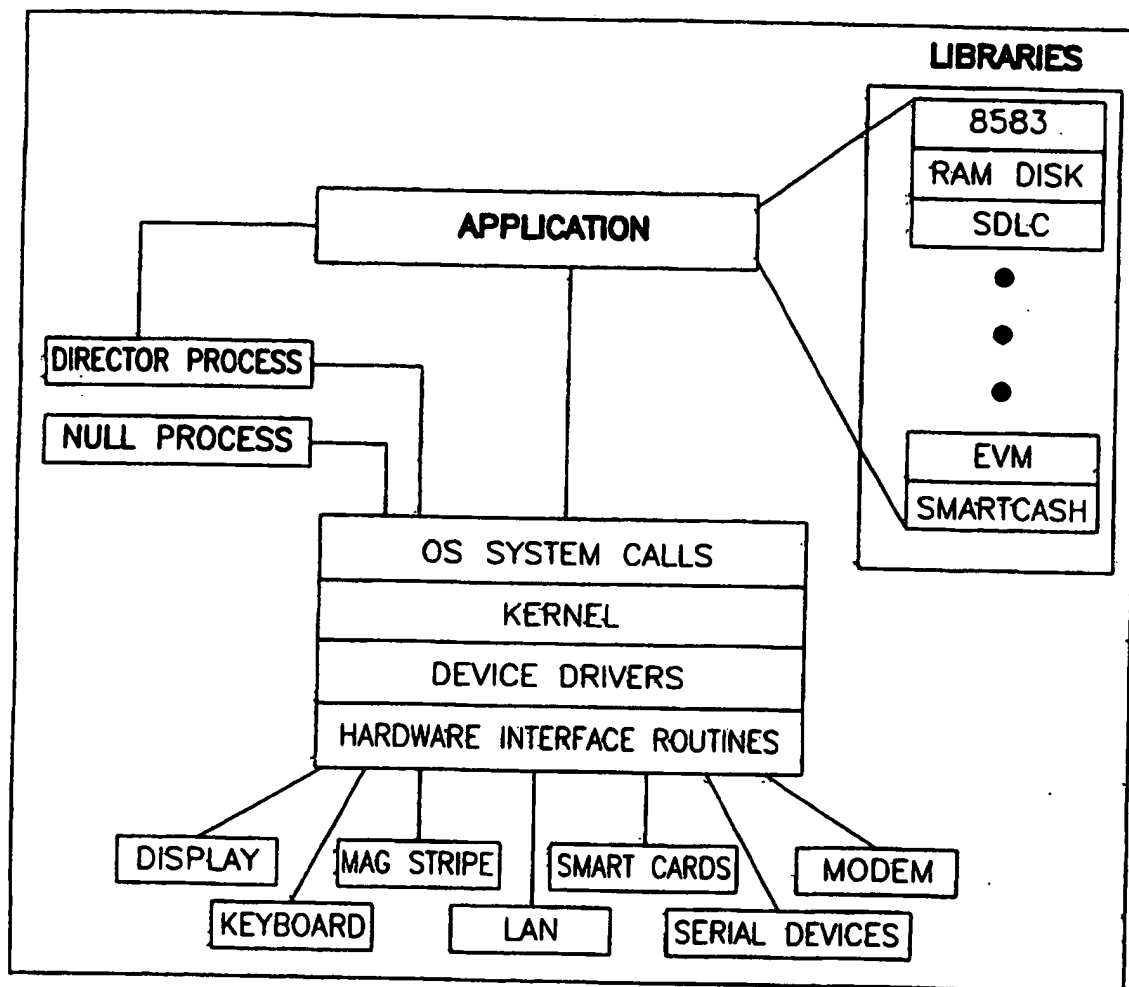 LIBRARIES
8583
RAM DISK
SDLC
EVM
SMARTCASH
APPLICATION
DIRECTOR PROCESS
NULL PROCESS
OS SYSTEM CALLS
KERNEL
DEVICE DRIVERS
HARDWARE INTERFACE ROUTINES
DISPLAY
MAG STRIPE
SMART CARDS
MODEM
KEYBOARD
LAN
SERIAL DEVICES